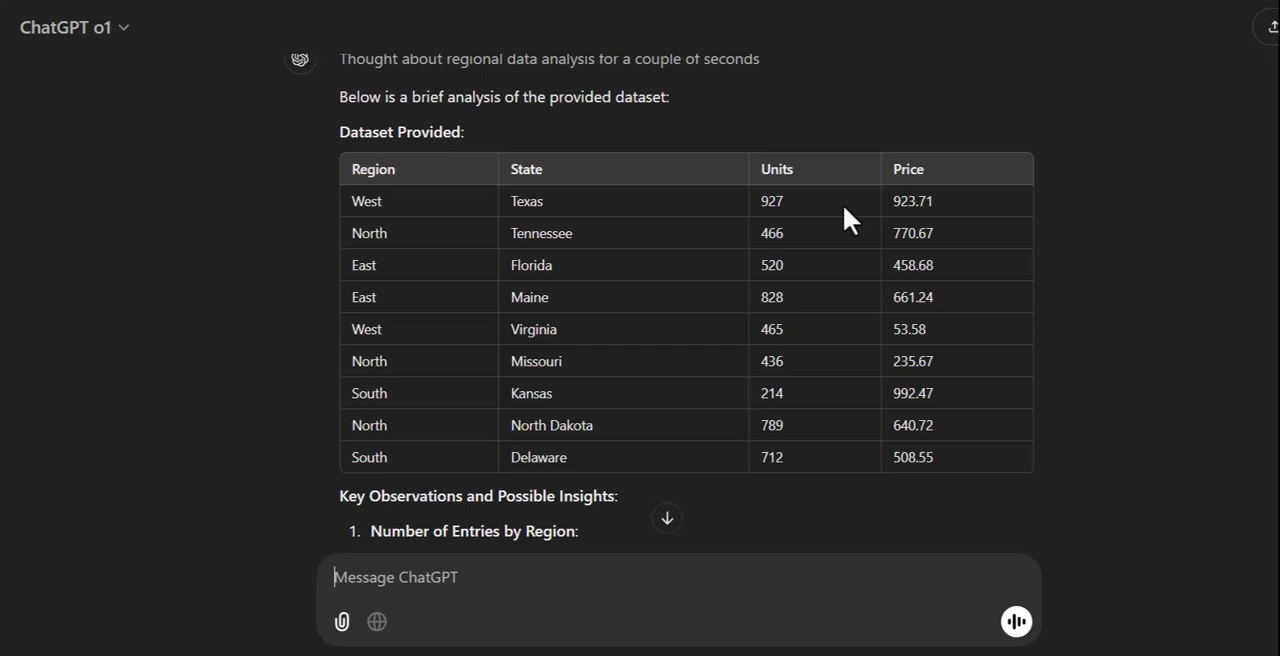 ChatGPT o1
Thought about regional data analysis for a couple of seconds
Below is a brief analysis of the provided dataset:
Dataset Provided:
Region State Units Price
West Texas 927 923.71
North Tennessee 466 770.67
East Florida 520 458.68
East Maine 828 661.24
West Virginia 465 53.58
North Missouri 436 235.67
South Kansas 214 992.47
North North Dakota 789 640.72
South Delaware 712 508.55
Key Observations and Possible Insights:
1. Number of Entries by Region:
Message ChatGPT